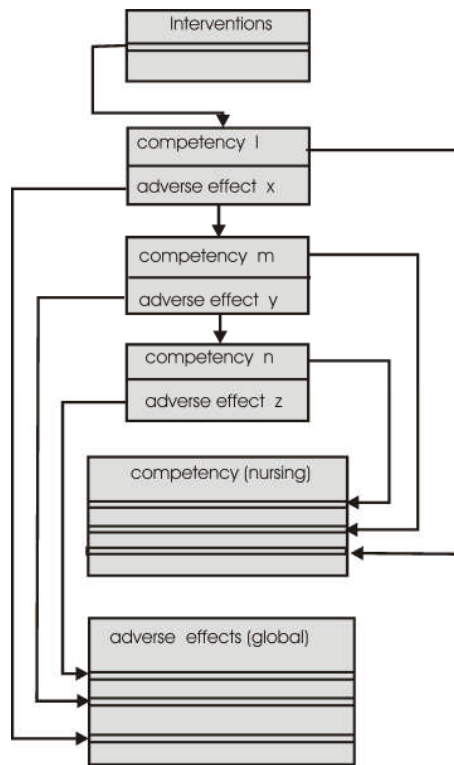 Interventions
competency l
adverse effect x
competency m
adverse effect y
competency n
adverse effect z
competency (nursing)
adverse effects (global)